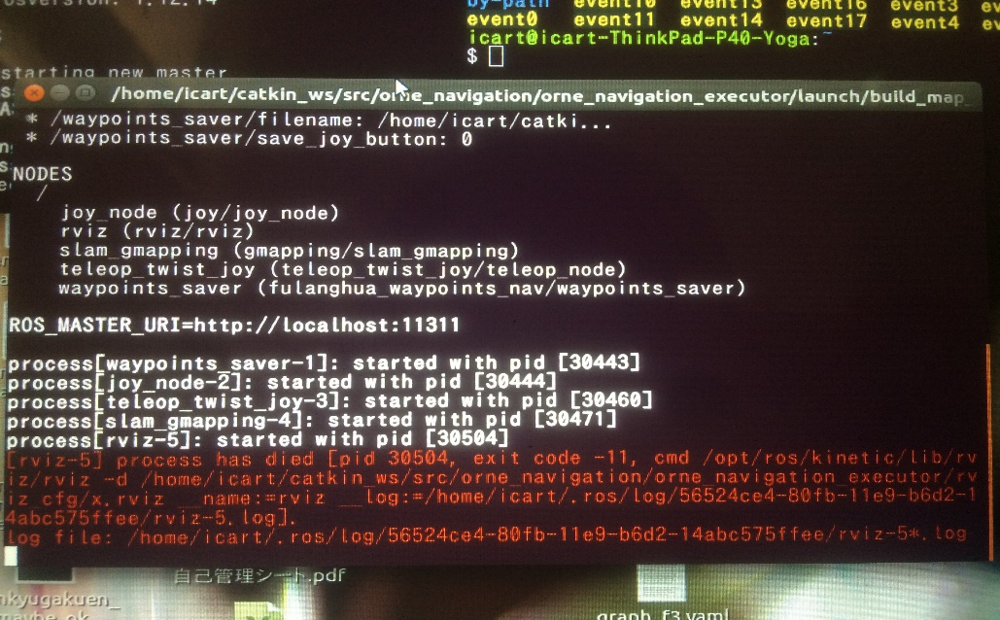 rosversion: 1.12.14
by-path event10 event13 event16 event3
event0 event11 event14 event17 event4
icart@icart-ThinkPad-P40-Yoga:~
$
starting new master
/home/icart/catkin_ws/src/orne_navigation/orne_navigation_executor/launch/build_map_
* /waypoints_saver/filename: /home/icart/catki...
* /waypoints_saver/save_joy_button: 0
NODES
/
joy_node (joy/joy_node)
rviz (rviz/rviz)
slam_gmapping (gmapping/slam_gmapping)
teleop_twist_joy (teleop_twist_joy/teleop_node)
waypoints_saver (fulanghua_waypoints_nav/waypoints_saver)
ROS_MASTER_URI=http://localhost:11311
process[waypoints_saver-1]: started with pid [30443]
process[joy_node-2]: started with pid [30444]
process[teleop_twist_joy-3]: started with pid [30460]
process[slam_gmapping-4]: started with pid [30471]
process[rviz-5]: started with pid [30504]
[rviz-5] process has died [pid 30504, exit code -11, cmd /opt/ros/kinetic/lib/rv
iz/rviz -d /home/icart/catkin_ws/src/orne_navigation/orne_navigation_executor/rv
iz_cfg/x.rviz __name:=rviz __log:=/home/icart/.ros/log/56524ce4-80fb-11e9-b6d2-1
4abc575ffee/rviz-5.log].
log file: /home/icart/.ros/log/56524ce4-80fb-11e9-b6d2-14abc575ffee/rviz-5*.log
自己管理シート.pdf
nkyugakuen_
maybe_ok
graph_f3.yaml